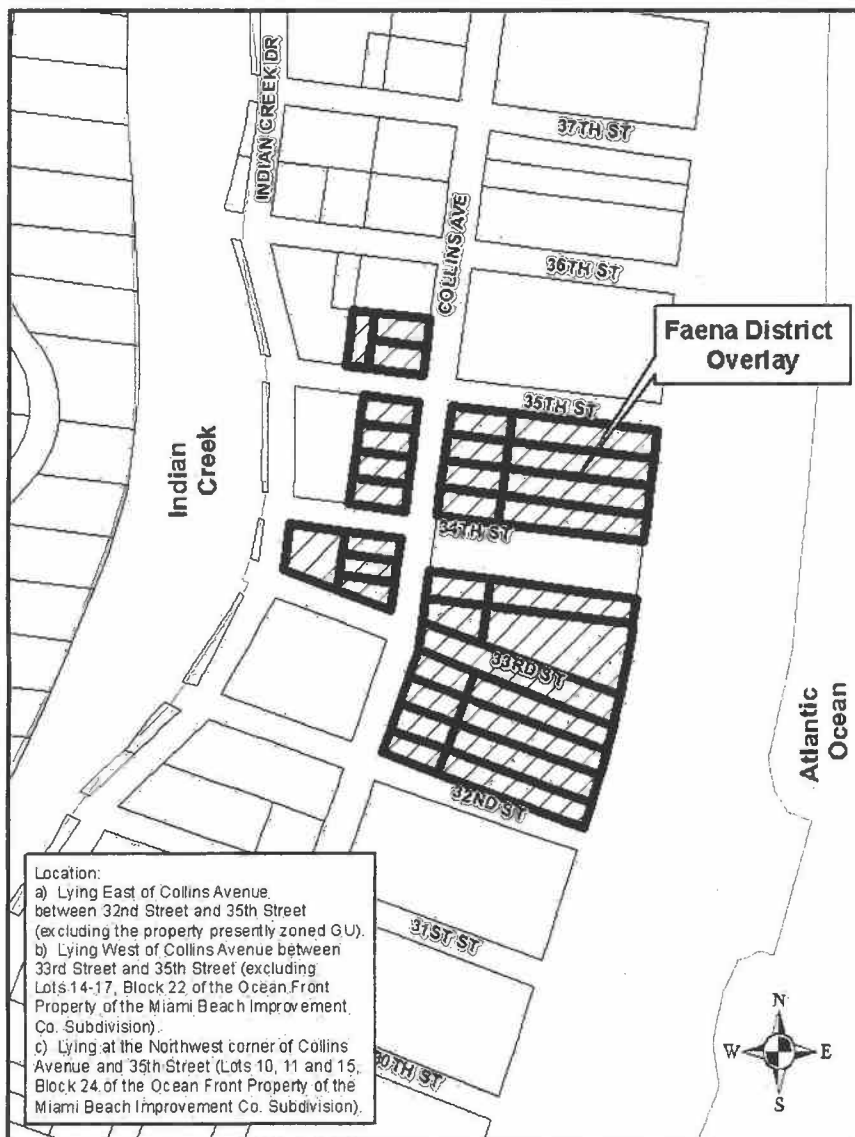 INDIAN CREEK DR
37TH ST
COLLINS AVE
36TH ST
Faena District
Overlay
35TH ST
Indian
Creek
34TH ST
33RD ST
Atlantic
Ocean
32ND ST
Location:
a) Lying East of Collins Avenue
between 32nd Street and 35th Street
(excluding the property presently zoned GU).
b) Lying West of Collins Avenue between
33rd Street and 35th Street (excluding
Lots 14-17, Block 22 of the Ocean Front
Property of the Miami Beach Improvement
Co. Subdivision).
c) Lying at the Northwest corner of Collins
Avenue and 35th Street (Lots 10, 11 and 15,
Block 24 of the Ocean Front Property of the
Miami Beach Improvement Co. Subdivision).
31ST ST
30TH ST
N
W
E
S